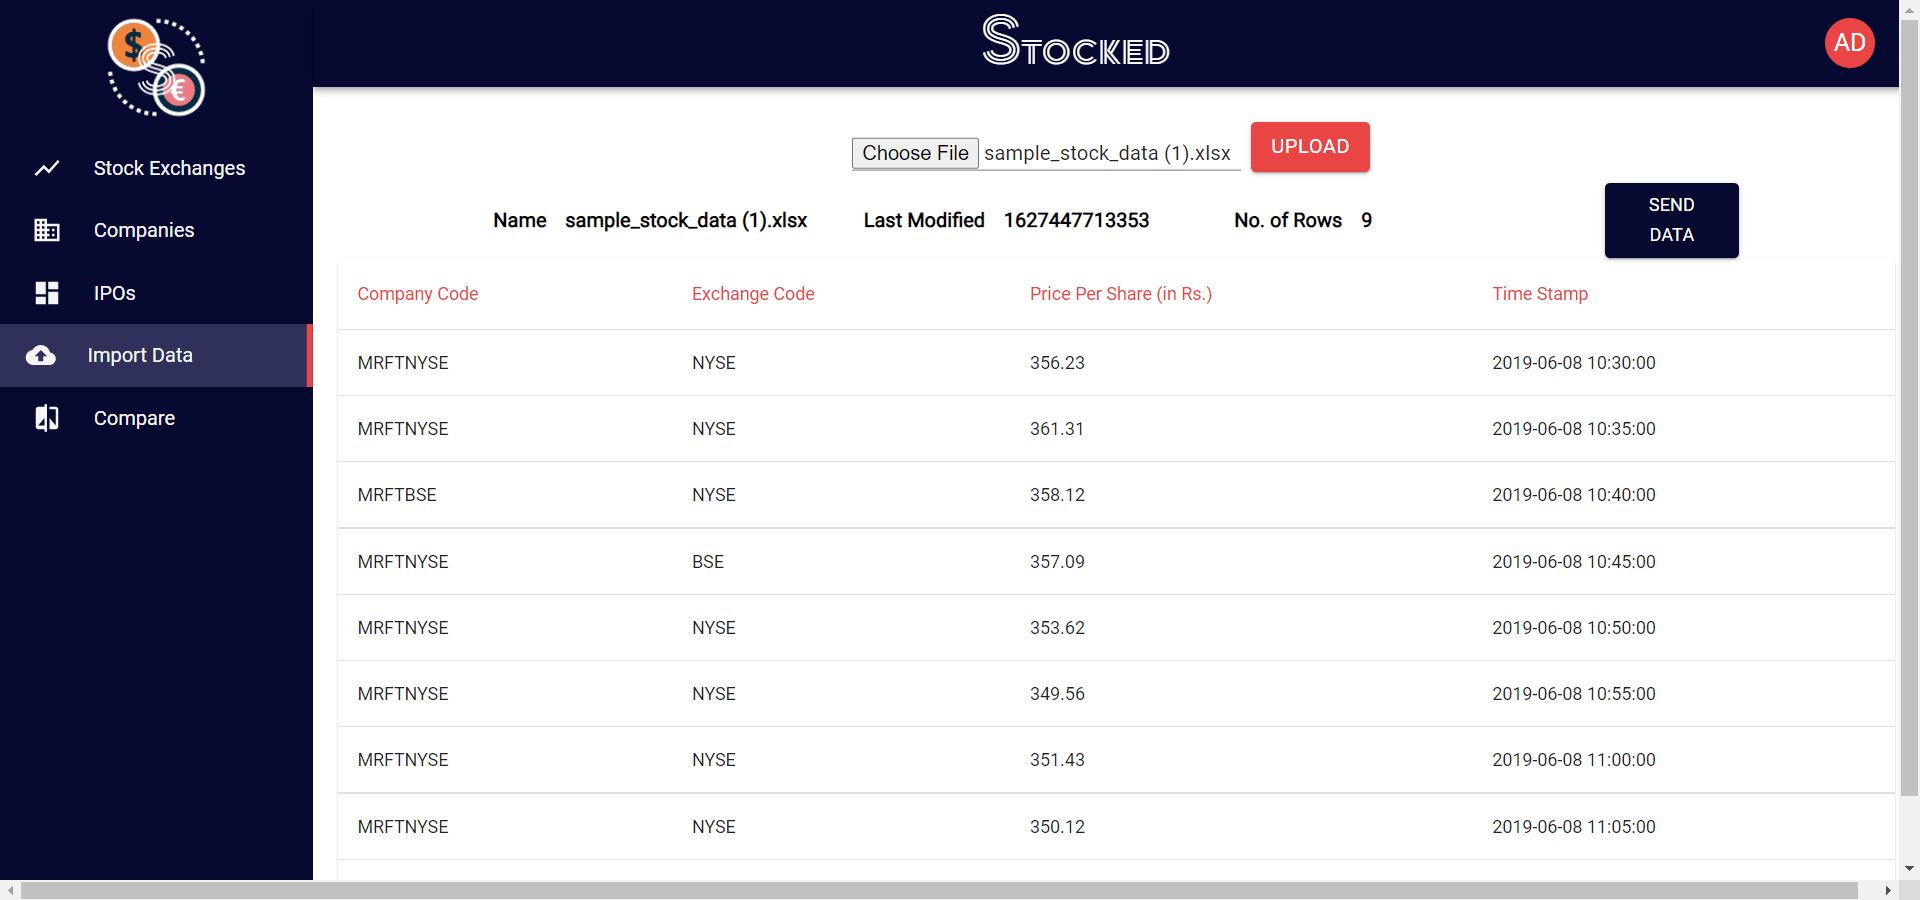 $
€
STOCKED
AD
Stock Exchanges
Companies
IPOs
Import Data
Compare
Choose File sample_stock_data (1).xlsx UPLOAD
Name sample_stock_data (1).xlsx Last Modified 1627447713353 No. of Rows 9
SEND
DATA
Company Code Exchange Code Price Per Share (in Rs.) Time Stamp
MRFTNYSE NYSE 356.23 2019-06-08 10:30:00
MRFTNYSE NYSE 361.31 2019-06-08 10:35:00
MRFTBSE NYSE 358.12 2019-06-08 10:40:00
MRFTNYSE BSE 357.09 2019-06-08 10:45:00
MRFTNYSE NYSE 353.62 2019-06-08 10:50:00
MRFTNYSE NYSE 349.56 2019-06-08 10:55:00
MRFTNYSE NYSE 351.43 2019-06-08 11:00:00
MRFTNYSE NYSE 350.12 2019-06-08 11:05:00